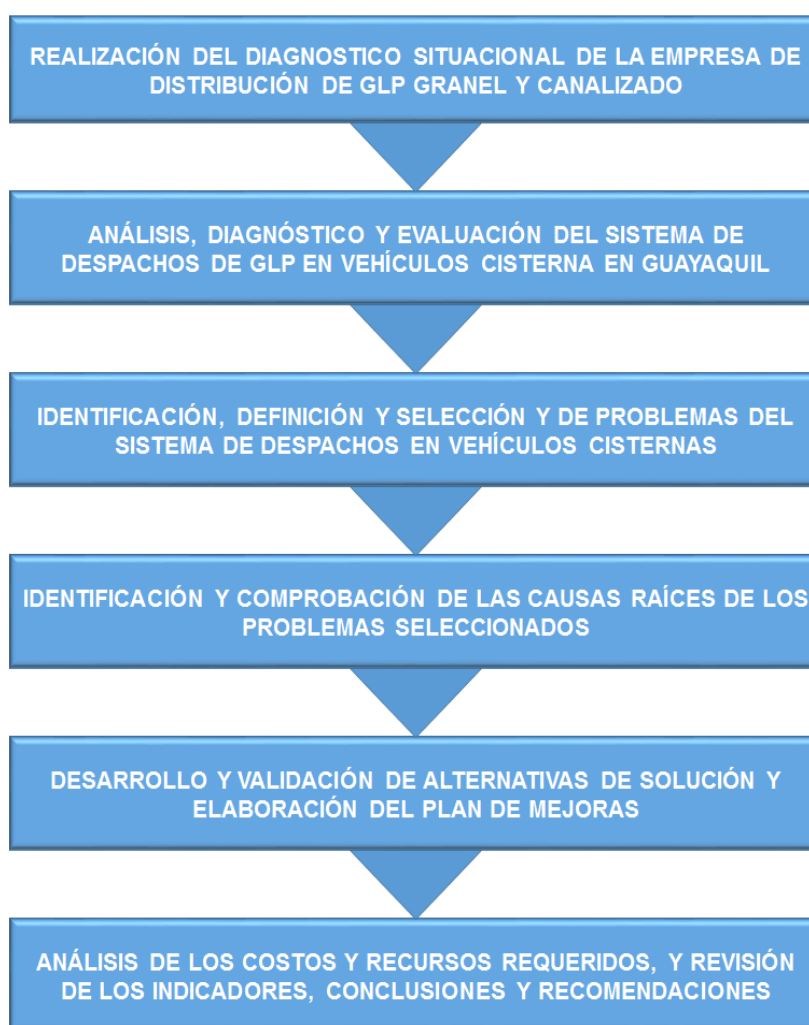 REALIZACIÓN DEL DIAGNOSTICO SITUACIONAL DE LA EMPRESA DE
DISTRIBUCIÓN DE GLP GRANEL Y CANALIZADO
ANÁLISIS, DIAGNÓSTICO Y EVALUACIÓN DEL SISTEMA DE
DESPACHOS DE GLP EN VEHÍCULOS CISTERNA EN GUAYAQUIL
IDENTIFICACIÓN, DEFINICIÓN Y SELECCIÓN Y DE PROBLEMAS DEL
SISTEMA DE DESPACHOS EN VEHÍCULOS CISTERNAS
IDENTIFICACIÓN Y COMPROBACIÓN DE LAS CAUSAS RAÍCES DE LOS
PROBLEMAS SELECCIONADOS
DESARROLLO Y VALIDACIÓN DE ALTERNATIVAS DE SOLUCIÓN Y
ELABORACIÓN DEL PLAN DE MEJORAS
ANÁLISIS DE LOS COSTOS Y RECURSOS REQUERIDOS, Y REVISIÓN
DE LOS INDICADORES, CONCLUSIONES Y RECOMENDACIONES